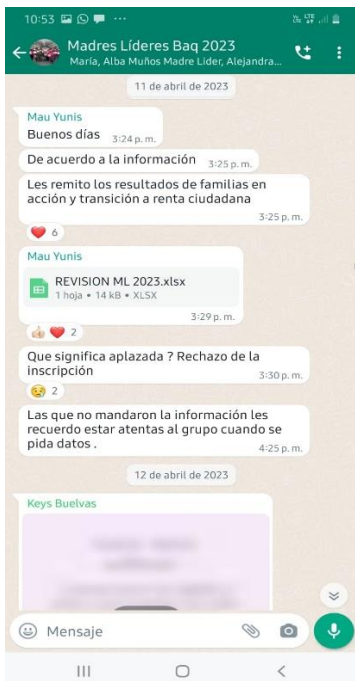 10:53
Madres Líderes Baq 2023
María, Alba Muños Madre Lider, Alejandra...
11 de abril de 2023
Mau Yunis
Buenos días
3:24 p. m.
De acuerdo a la información
3:25 p. m.
Les remito los resultados de familias en
acción y transición a renta ciudadana
3:25 p. m.
6
Mau Yunis
REVISION ML 2023.xlsx
1 hoja • 14 kB • XLSX
3:29 p. m.
2
Que significa aplazada ? Rechazo de la
inscripción
3:30 p. m.
2
Las que no mandaron la información les
recuerdo estar atentas al grupo cuando se
pida datos .
4:25 p. m.
12 de abril de 2023
Keys Buelvas
Mensaje